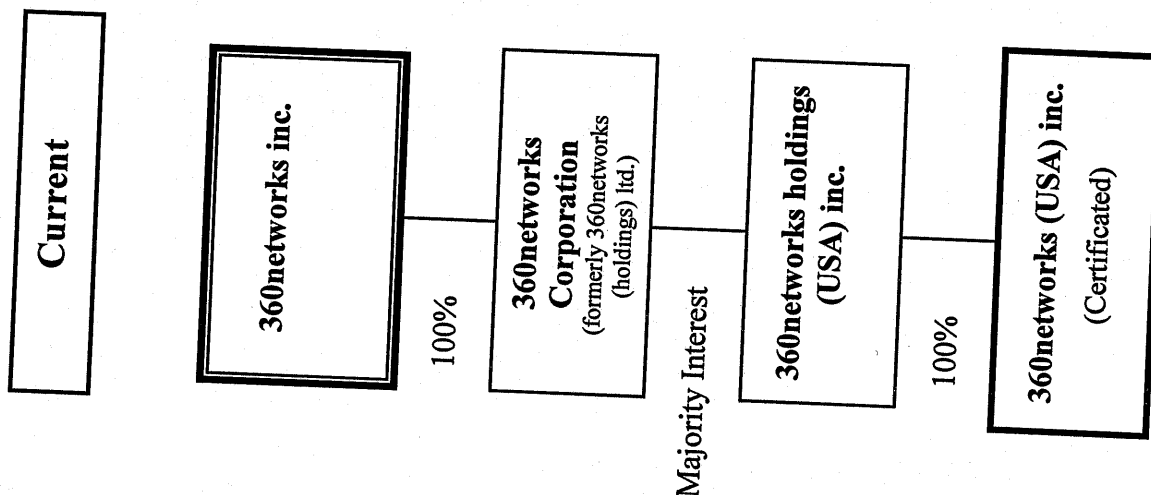 Current
360networks inc.
100%
360networks
Corporation
(formerly 360networks
(holdings) ltd.)
Majority Interest
360networks holdings
(USA) inc.
100%
360networks (USA) inc.
(Certificated)